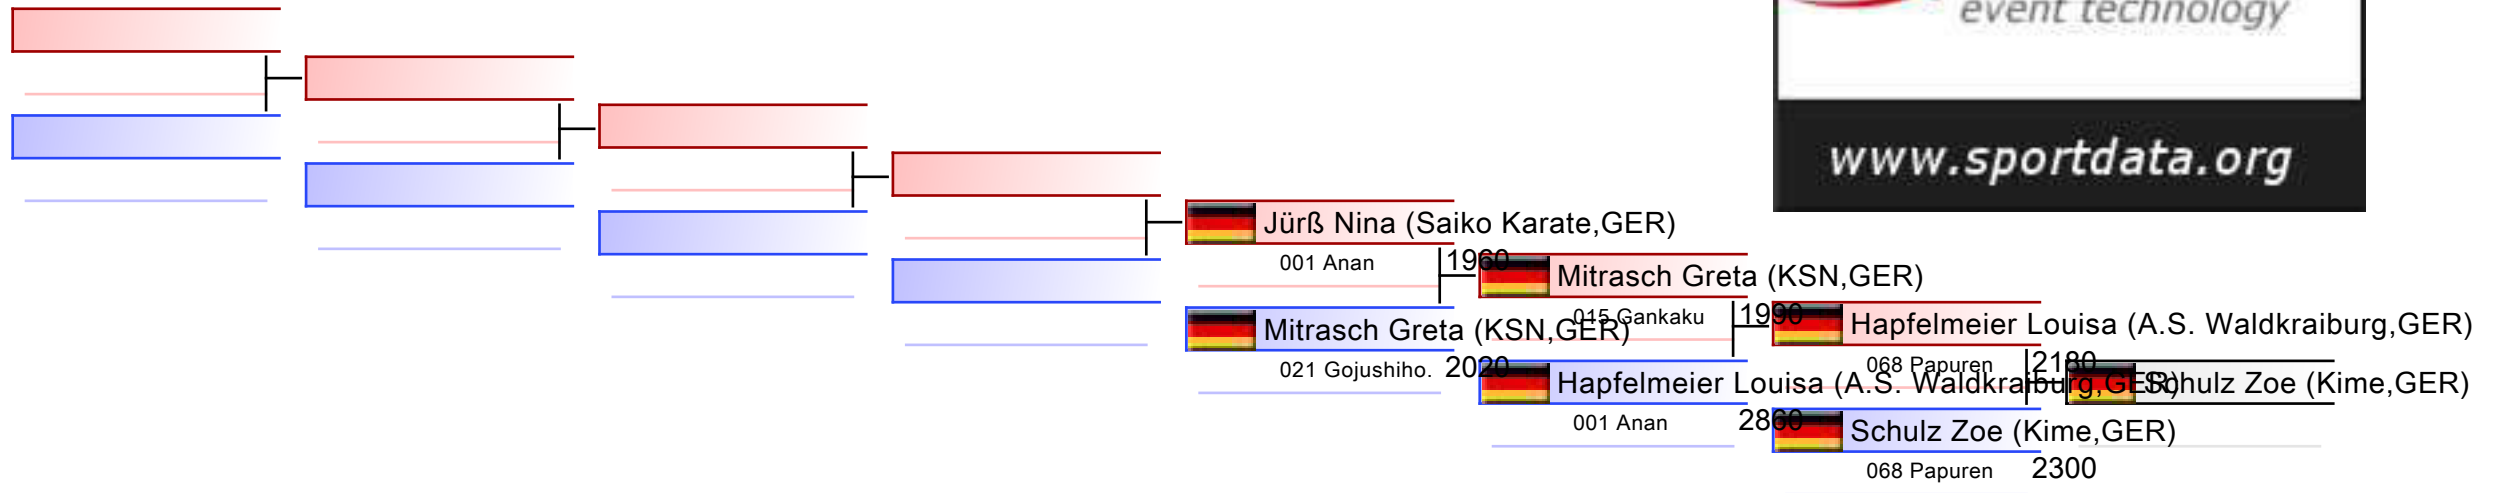 event technology
www.sportdata.org
Jürß Nina (Saiko Karate,GER)
001 Anan
1960
Mitrasch Greta (KSN,GER)
021 Gojushiho.
2020
Mitrasch Greta (KSN,GER)
015 Gankaku
1990
Hapfelmeier Louisa (A.S. Waldkraiburg,GER)
001 Anan
2860
Hapfelmeier Louisa (A.S. Waldkraiburg,GER)
068 Papuren
2180
Schulz Zoe (Kime,GER)
068 Papuren
2300
Schulz Zoe (Kime,GER)